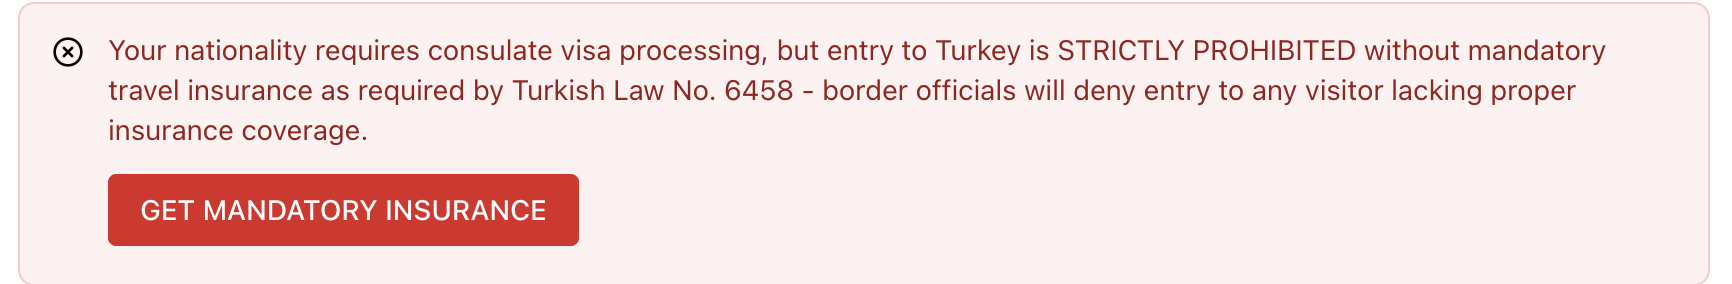 Your nationality requires consulate visa processing, but entry to Turkey is STRICTLY PROHIBITED without mandatory
travel insurance as required by Turkish Law No. 6458 - border officials will deny entry to any visitor lacking proper
insurance coverage.
GET MANDATORY INSURANCE